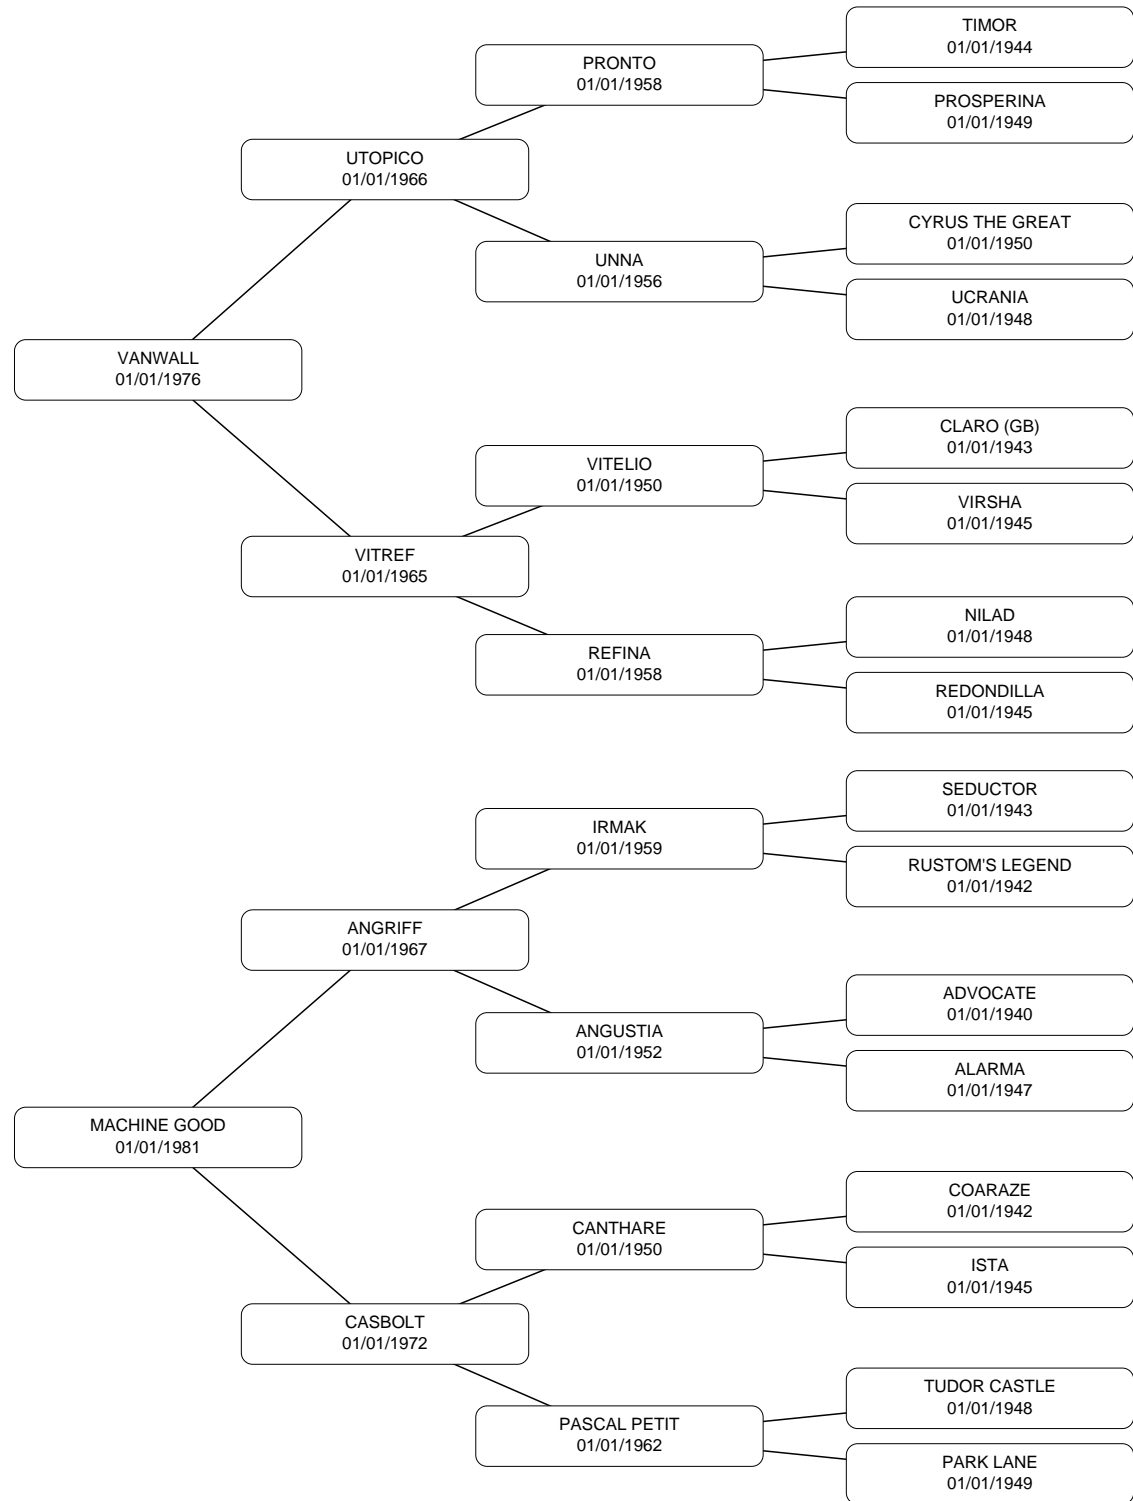 TIMOR
01/01/1944
PRONTO
01/01/1958
PROSPERINA
01/01/1949
UTOPICO
01/01/1966
CYRUS THE GREAT
01/01/1950
UNNA
01/01/1956
UCRANIA
01/01/1948
VANWALL
01/01/1976
CLARO (GB)
01/01/1943
VITELIO
01/01/1950
VIRSHA
01/01/1945
VITREF
01/01/1965
NILAD
01/01/1948
REFINA
01/01/1958
REDONDILLA
01/01/1945
SEDUCTOR
01/01/1943
IRMAK
01/01/1959
RUSTOM'S LEGEND
01/01/1942
ANGRIFF
01/01/1967
ADVOCATE
01/01/1940
ANGUSTIA
01/01/1952
ALARMA
01/01/1947
MACHINE GOOD
01/01/1981
COARAZE
01/01/1942
CANTHARE
01/01/1950
ISTA
01/01/1945
CASBOLT
01/01/1972
TUDOR CASTLE
01/01/1948
PASCAL PETIT
01/01/1962
PARK LANE
01/01/1949